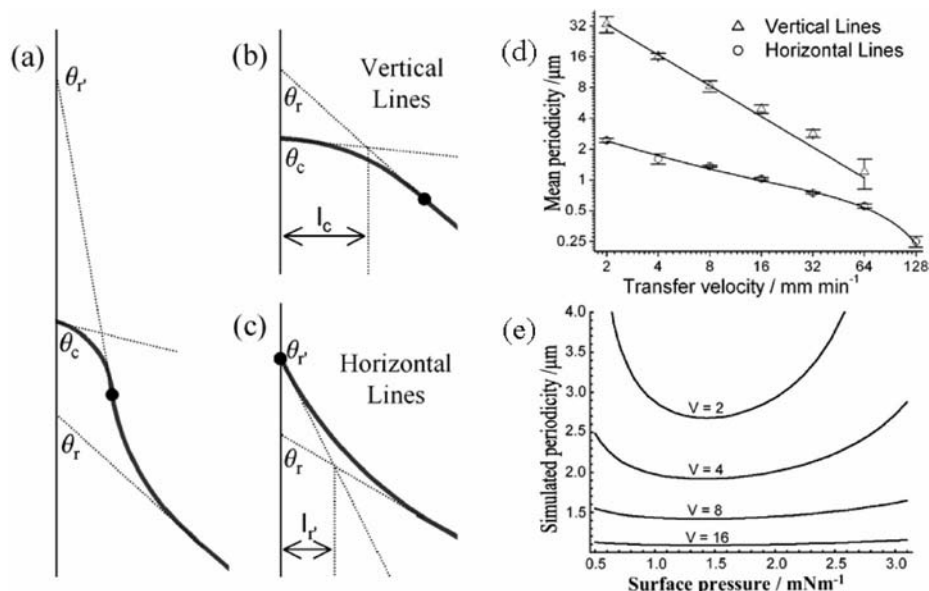 (a)
θr'
θc
θr
(b)
Vertical
Lines
θr
θc
lc
(c)
θr'
Horizontal
Lines
θr
lr'
(d)
Vertical Lines
Horizontal Lines
Mean periodicity /μm
32
16
8
4
2
1
0.5
0.25
2 4 8 16 32 64 128
Transfer velocity / mm min⁻¹
(e)
Simulated periodicity /μm
4.0
3.5
3.0
2.5
2.0
1.5
V = 2
V = 4
V = 8
V = 16
0.5 1.0 1.5 2.0 2.5 3.0
Surface pressure / mNm⁻¹